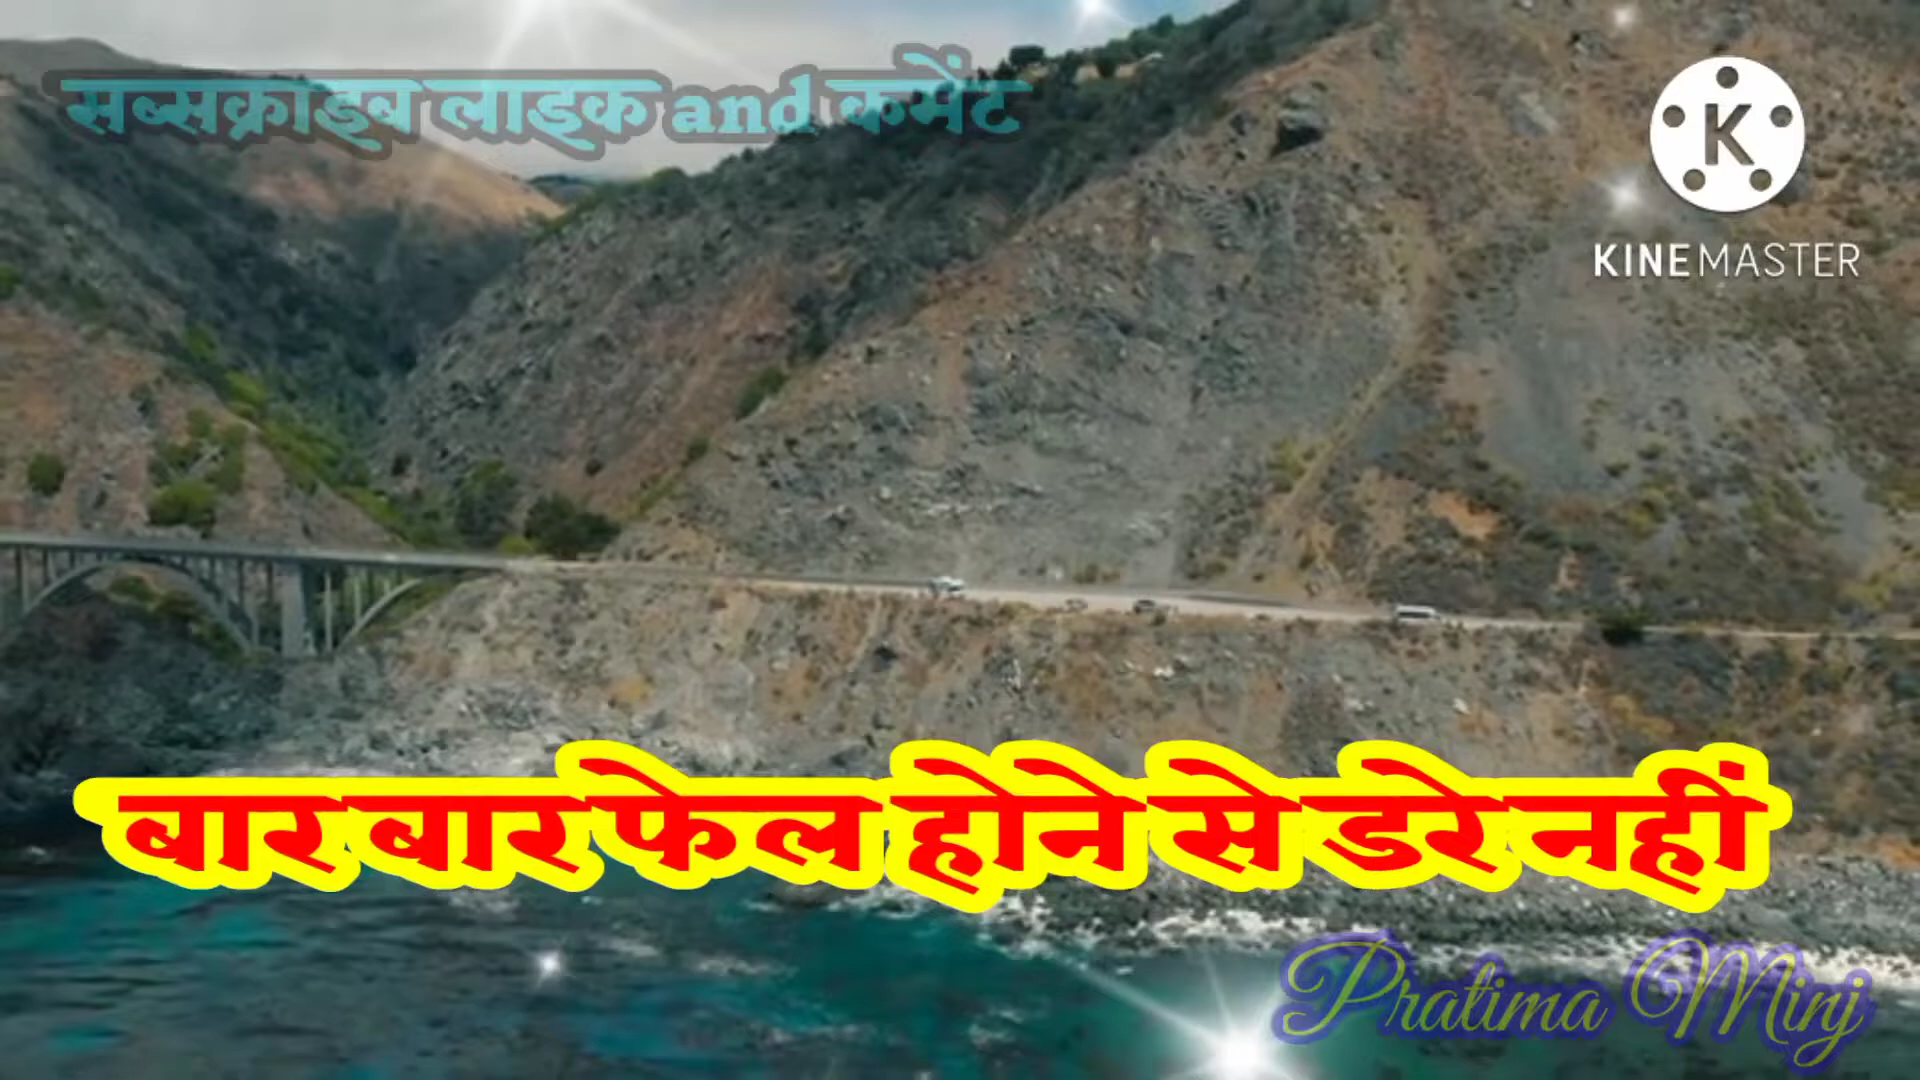 सब्सक्राइब लाइक and कमेंट
K
KINEMASTER
बार बार फेल होने से डरे नहीं
Pratima Minj